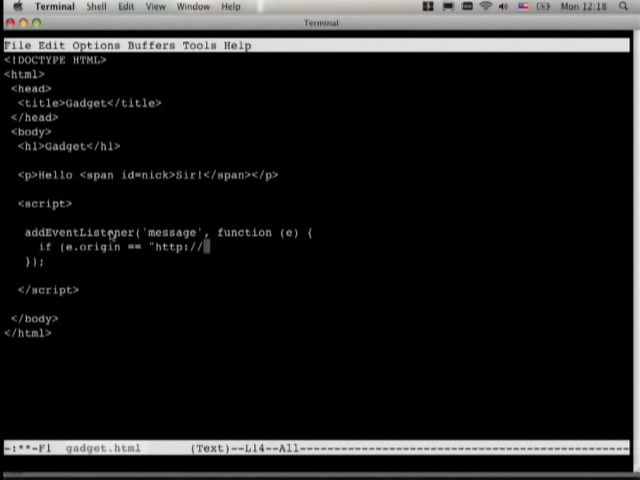 Terminal Shell Edit View Window Help Mon 12:18
Terminal
File Edit Options Buffers Tools Help
<!DOCTYPE HTML>
<html>
<head>
<title>Gadget</title>
</head>
<body>
<h1>Gadget</h1>
<p>Hello <span id=nick>Sir!</span></p>
<script>
addEventListener('message', function (e) {
if (e.origin == "http://
});
</script>
</body>
</html>
-:**-F1 gadget.html (Text)--L14--All----------------------------------------------